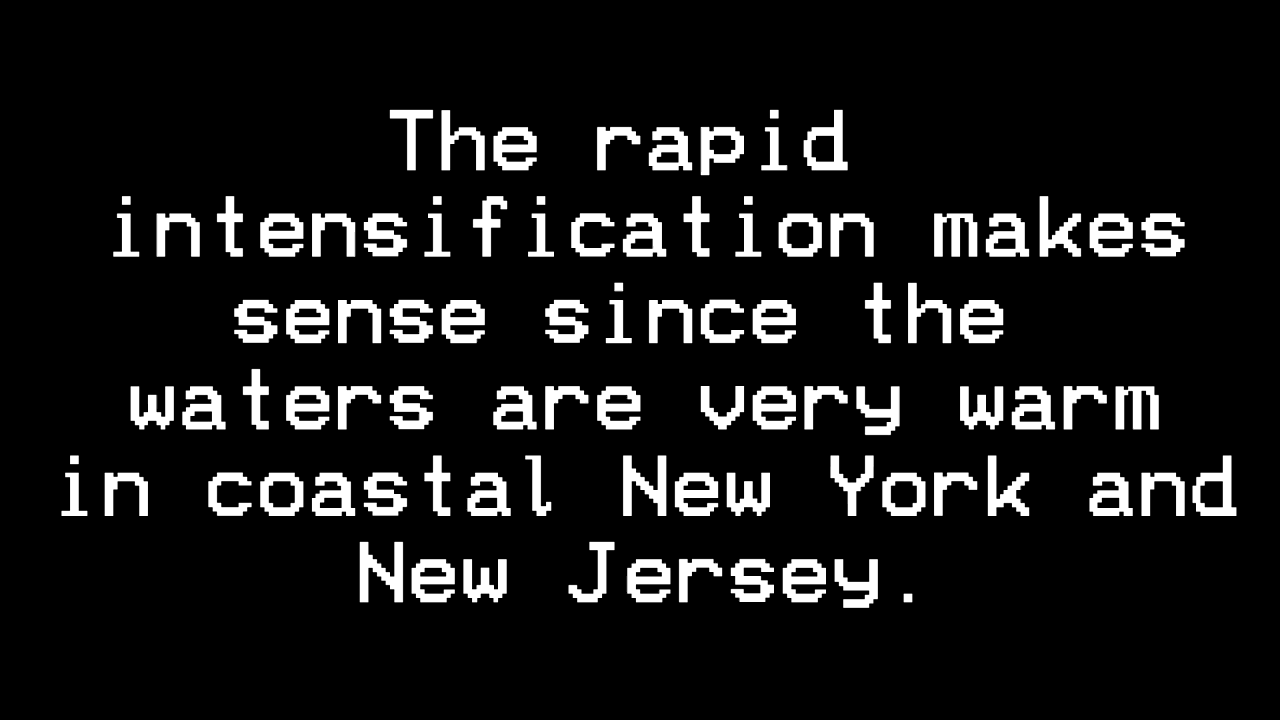 The rapid
intensification makes
sense since the
waters are very warm
in coastal New York and
New Jersey.